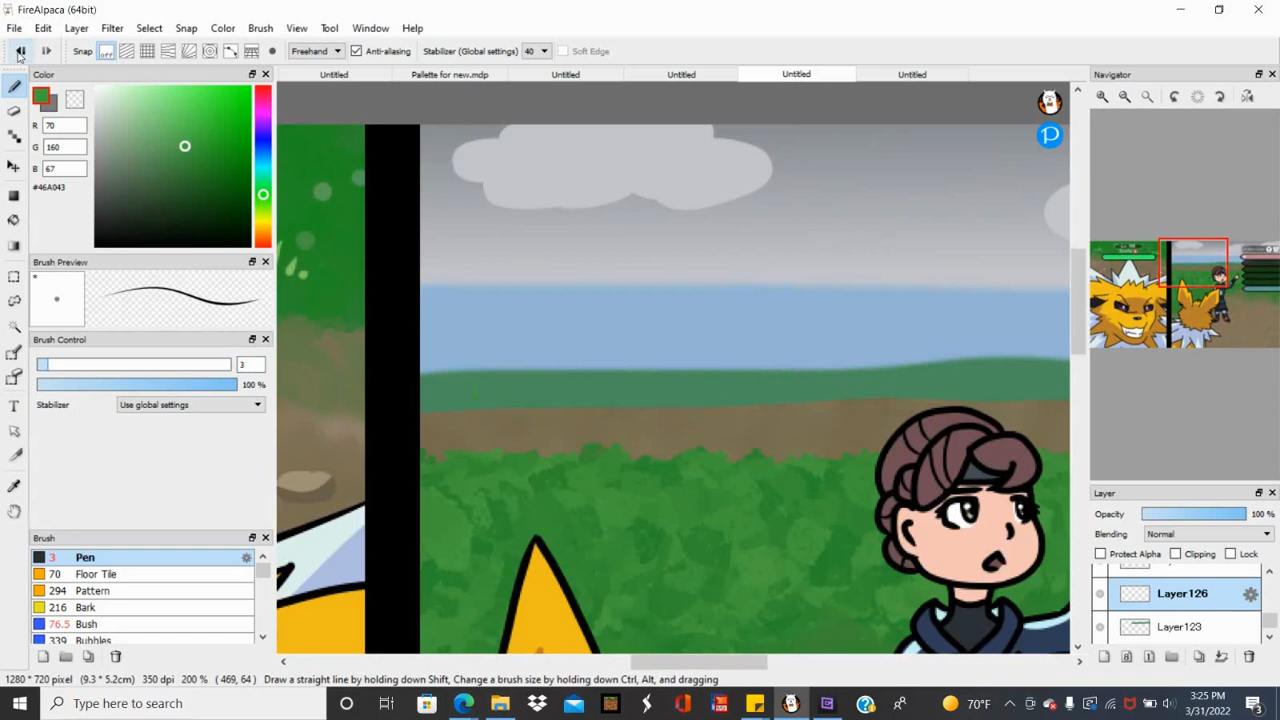 FireAlpaca (64bit)
File Edit Layer Filter Select Snap Color Brush View Tool Window Help
Snap off Freehand Anti-aliasing Stabilizer (Global settings) 40 Soft Edge
Color
Untitled Pallette for new.mdp Untitled Untitled Untitled Untitled
Navigator
R 70
G 160
B 67
#46A043
Brush Preview
*
Brush Control
3
100 %
Stabilizer Use global settings
Brush
3 Pen
70 Floor Tile
294 Pattern
216 Bark
76.5 Bush
339 Bubbles
Layer
Opacity 100 %
Blending Normal
Protect Alpha Clipping Lock
Layer126
Layer123
1280 * 720 pixel (9.3 * 5.2cm) 350 dpi 200 % (469, 64) Draw a straight line by holding down Shift, Change a brush size by holding down Ctrl, Alt, and dragging
Type here to search
70°F
3:25 PM
3/31/2022